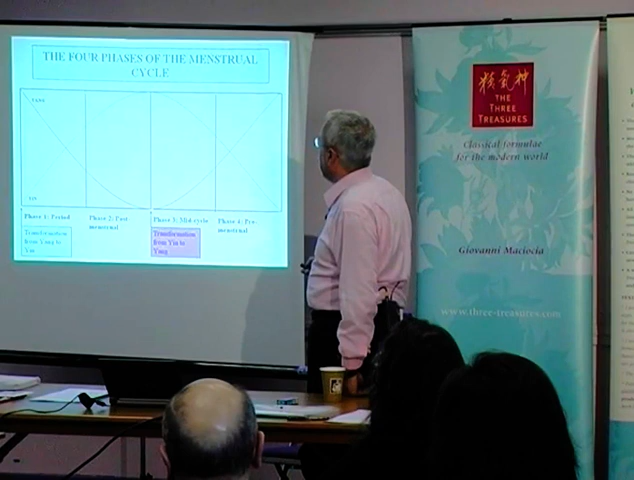 THE FOUR PHASES OF THE MENSTRUAL
CYCLE
YANG
YIN
Phase 1: Period
Phase 2: Post-
menstrual
Phase 3: Mid-cycle
Phase 4: Pre-
menstrual
Transformation
from Yang to
Yin
Transformation
from Yin to
Yang
精氣神
THE
THREE
TREASURES
Classical formulae
for the modern world
Giovanni Maciocia
www.three-treasures.com